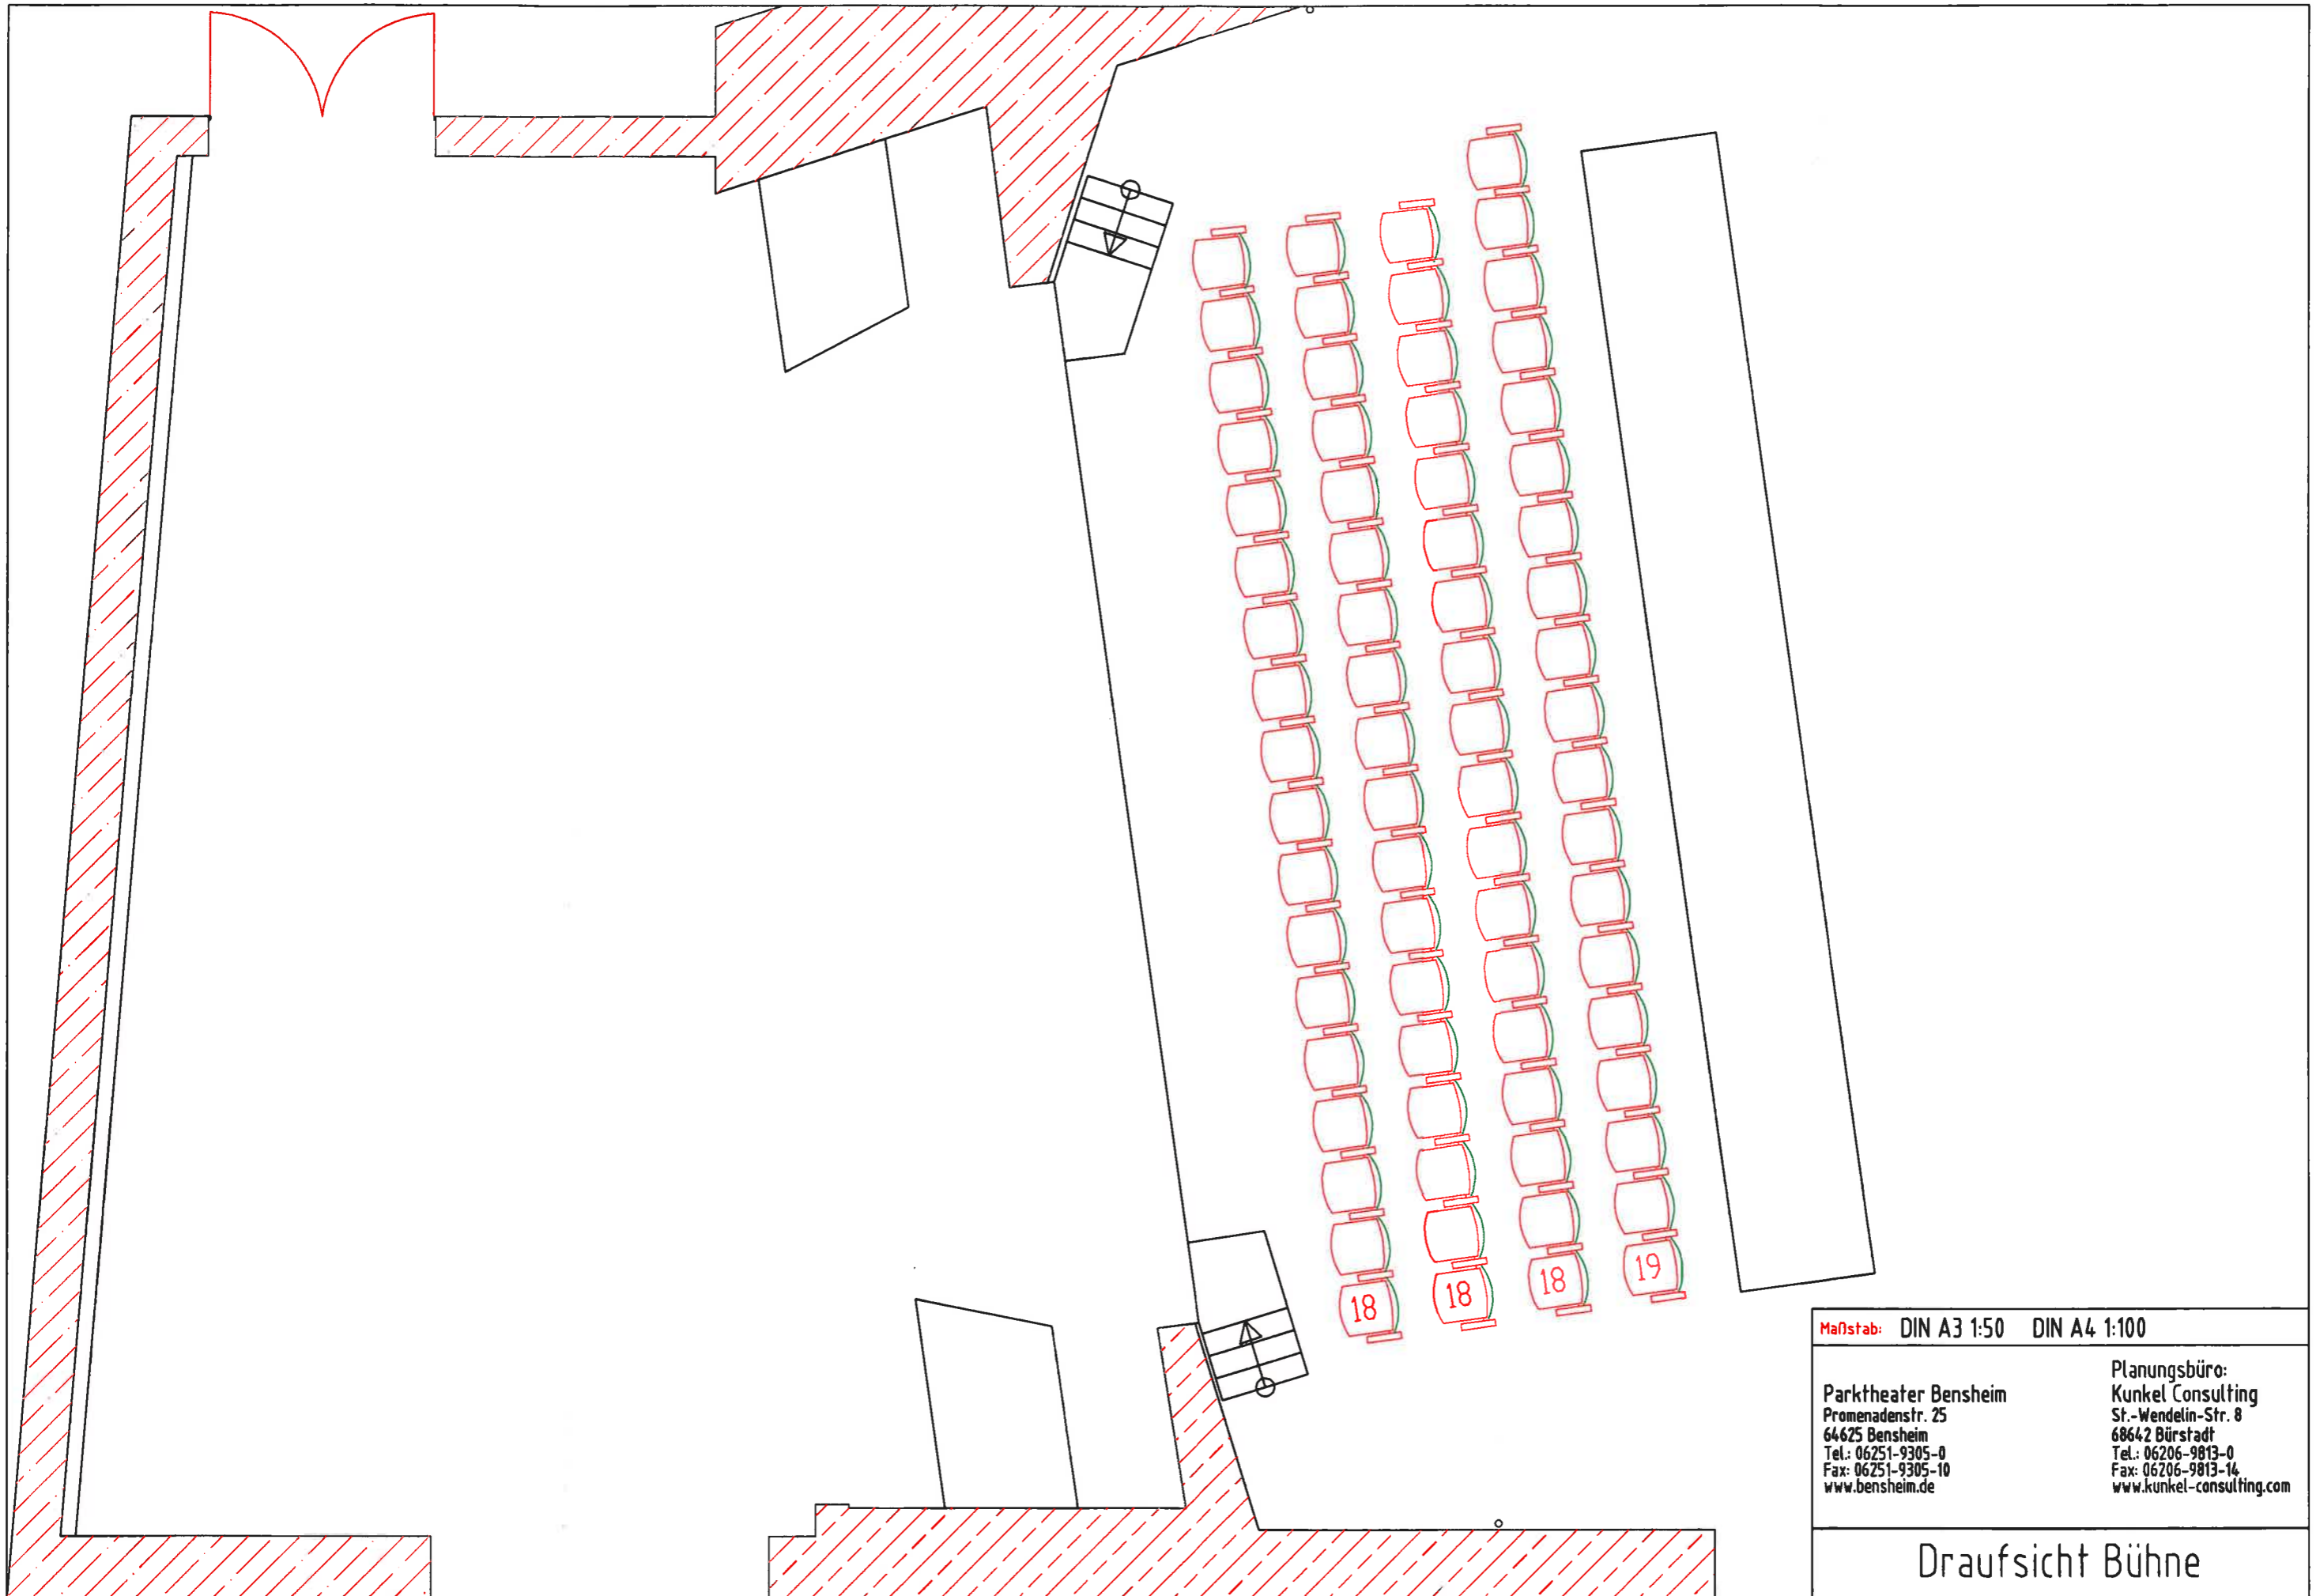 18
18
18
19
Maßstab: DIN A3 1:50 DIN A4 1:100
Parktheater Bensheim
Promenadenstr. 25
64625 Bensheim
Tel.: 06251-9305-0
Fax: 06251-9305-10
www.bensheim.de
Planungsbüro:
Kunkel Consulting
St.-Wendelin-Str. 8
68642 Bürstadt
Tel.: 06206-9813-0
Fax: 06206-9813-14
www.kunkel-consulting.com
Draufsicht Bühne